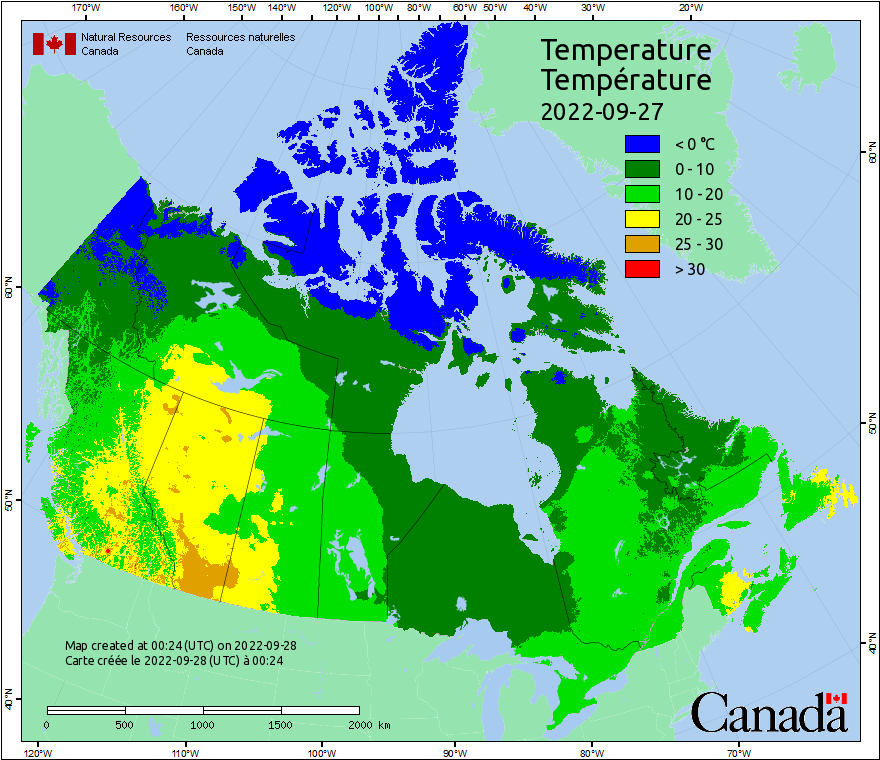 170°W 160°W 150°W 140°W 130°W 120°W 110°W 100°W 90°W 80°W 70°W 60°W 50°W 40°W 30°W 20°W
Natural Resources Ressources naturelles
Canada Canada
Temperature
Température
2022-09-27
< 0 °C
0 - 10
10 - 20
20 - 25
25 - 30
> 30
60°N
60°N
50°N
50°N
40°N
40°N
Map created at 00:24 (UTC) on 2022-09-28
Carte créée le 2022-09-28 (UTC) à 00:24
0 500 1000 1500 2000 km
Canada
120°W 110°W 100°W 90°W 80°W 70°W